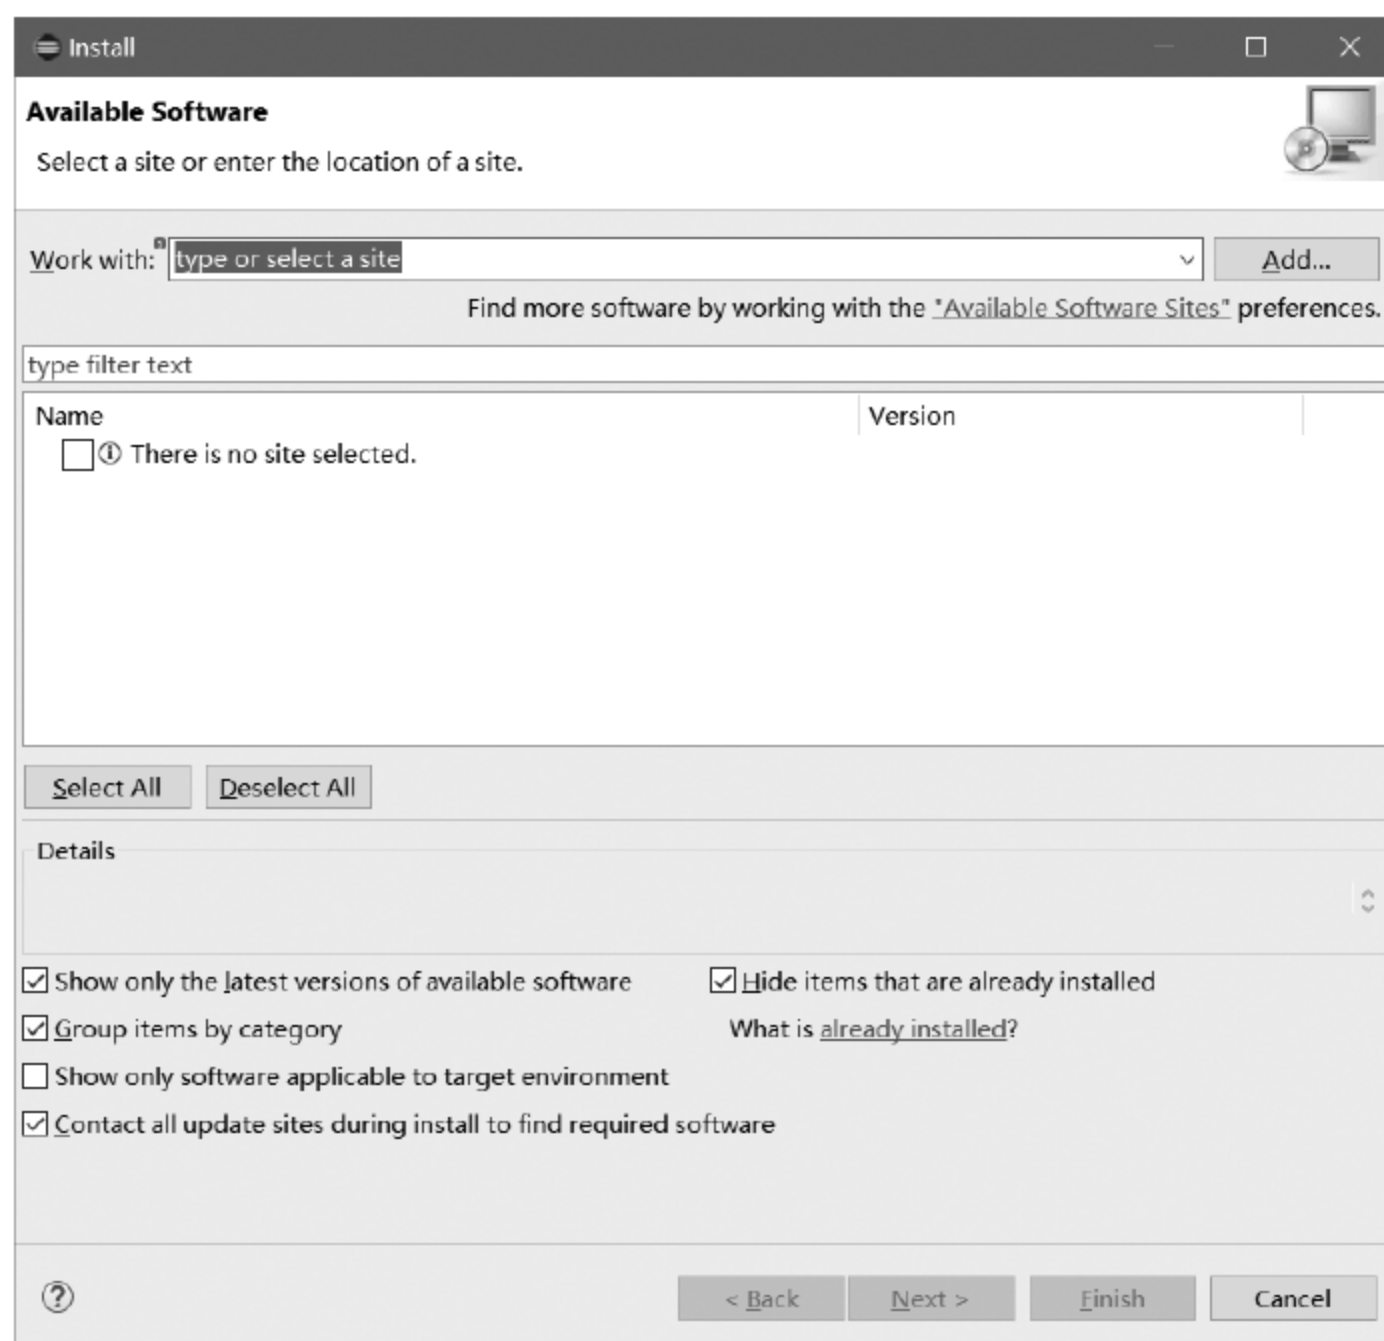 Install
Available Software
Select a site or enter the location of a site.
Work with: type or select a site Add...
Find more software by working with the "Available Software Sites" preferences.
type filter text
Name Version
There is no site selected.
Select All Deselect All
Details
Show only the latest versions of available software Hide items that are already installed
Group items by category What is already installed?
Show only software applicable to target environment
Contact all update sites during install to find required software
? < Back Next > Finish Cancel